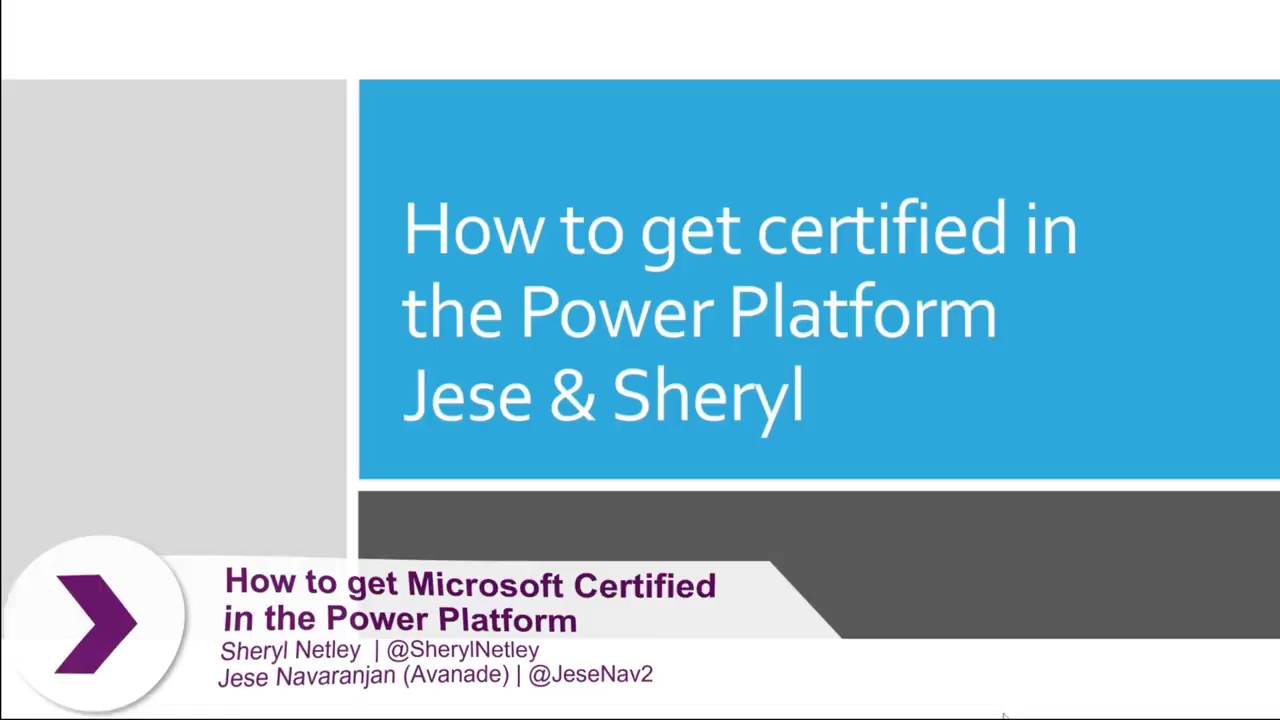 How to get certified in
the Power Platform
Jese & Sheryl
How to get Microsoft Certified
in the Power Platform
Sheryl Netley | @SherylNetley
Jese Navaranjan (Avanade) | @JeseNav2